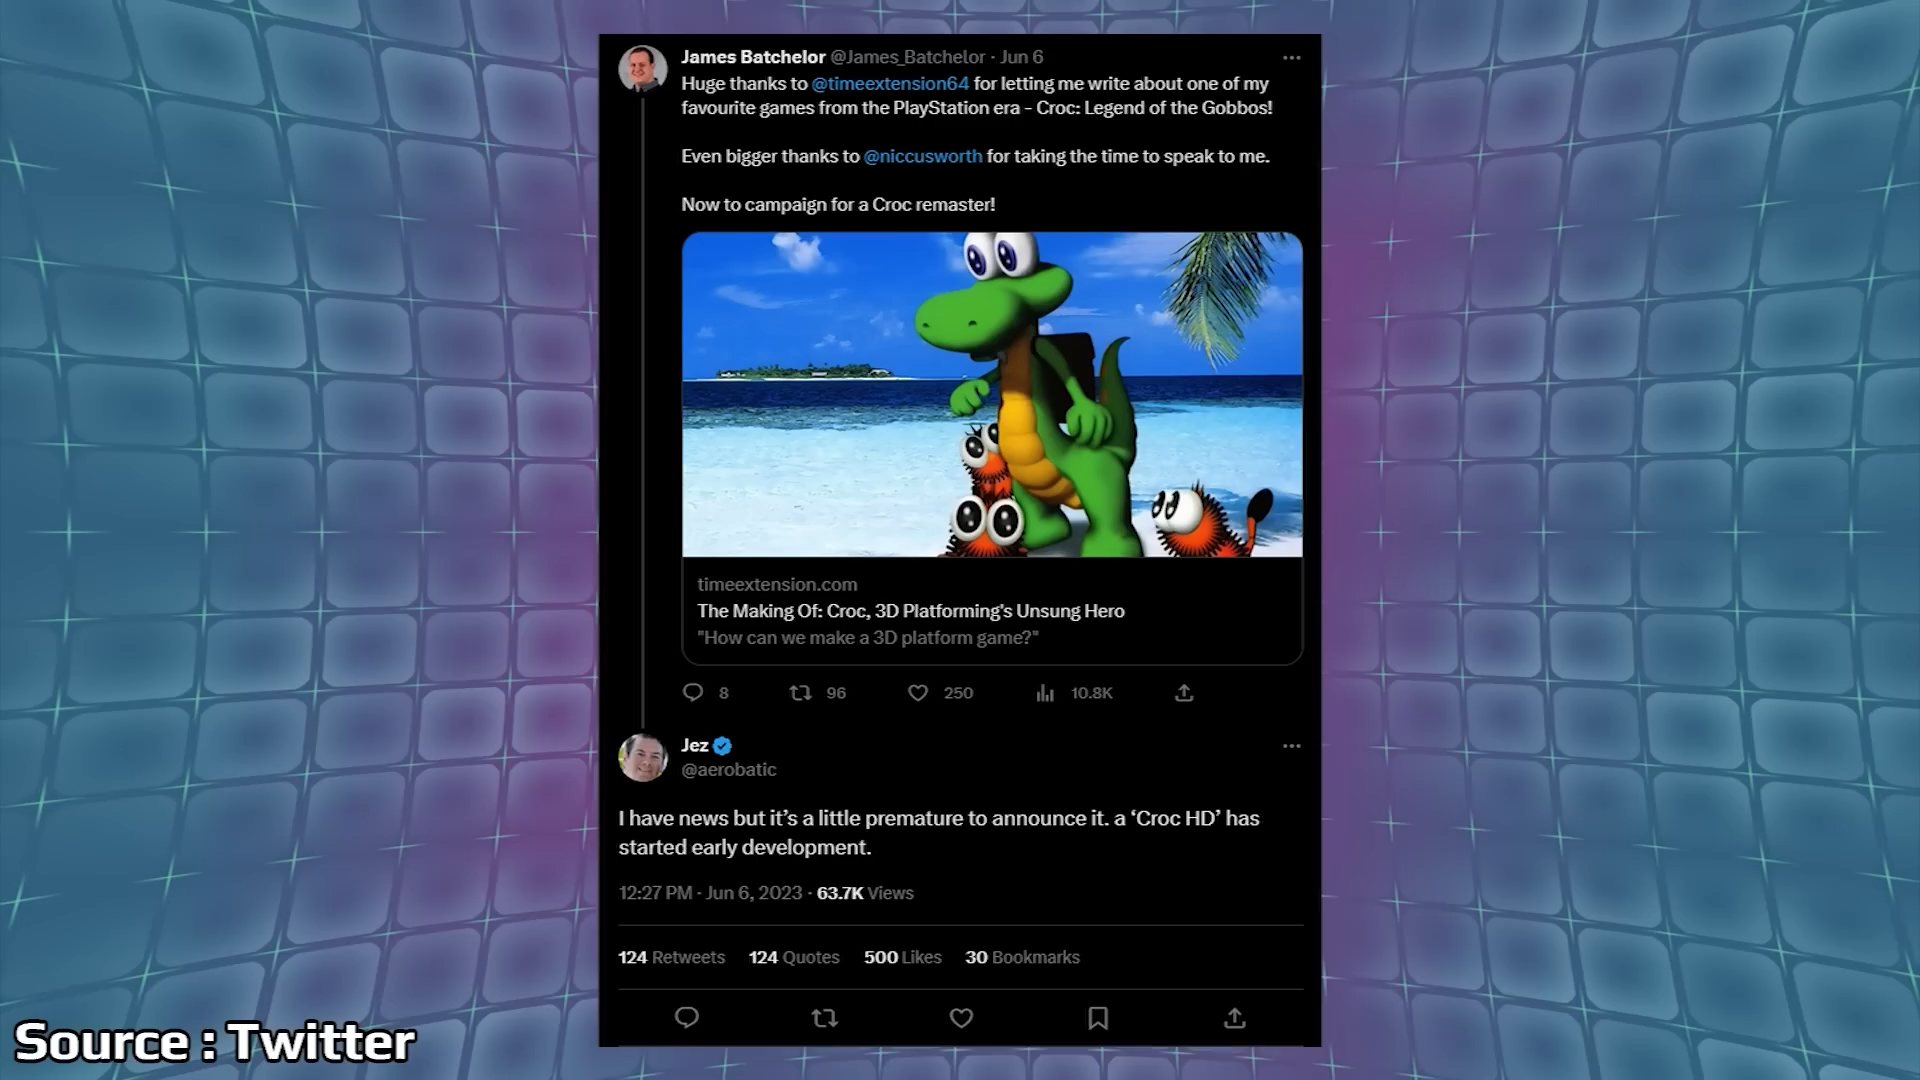 James Batchelor @James_Batchelor · Jun 6
Huge thanks to @timeextension64 for letting me write about one of my
favourite games from the PlayStation era - Croc: Legend of the Gobbos!
Even bigger thanks to @niccusworth for taking the time to speak to me.
Now to campaign for a Croc remaster!
timeextension.com
The Making Of: Croc, 3D Platforming's Unsung Hero
"How can we make a 3D platform game?"
8 96 250 10.8K
Jez
@aerobatic
I have news but it’s a little premature to announce it. a ‘Croc HD’ has
started early development.
12:27 PM · Jun 6, 2023 · 63.7K Views
124 Retweets 124 Quotes 500 Likes 30 Bookmarks
Source : Twitter